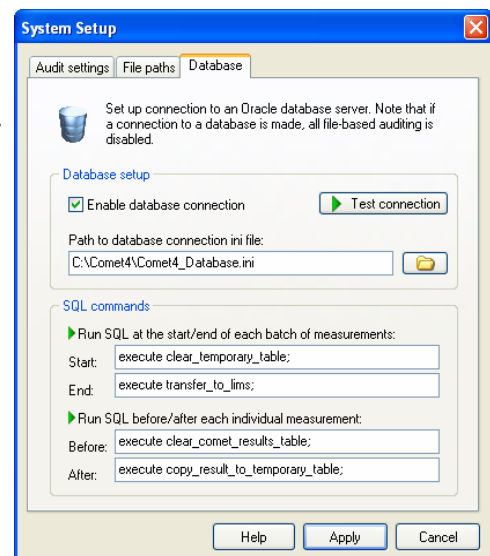 System Setup
Audit settings File paths Database
Set up connection to an Oracle database server. Note that if
a connection to a database is made, all file-based auditing is
disabled.
Database setup
Enable database connection Test connection
Path to database connection ini file:
C:\Comet4\Comet4_Database.ini
SQL commands
Run SQL at the start/end of each batch of measurements:
Start: execute clear_temporary_table;
End: execute transfer_to_lims;
Run SQL before/after each individual measurement:
Before: execute clear_comet_results_table;
After: execute copy_result_to_temporary_table;
Help Apply Cancel